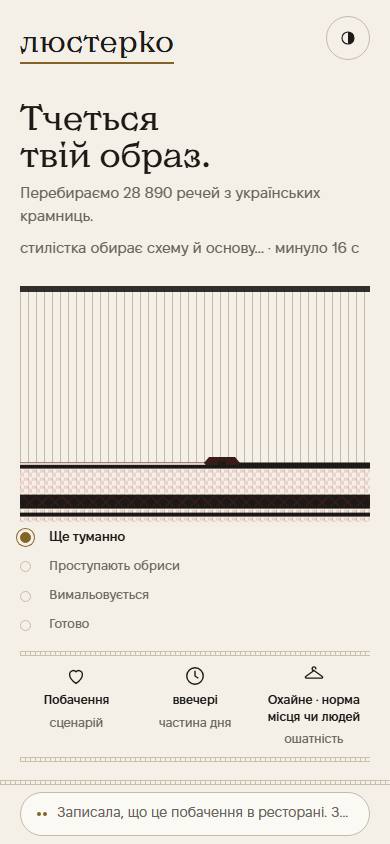 люстерко
Тчеться
твій образ.
Перебираємо 28 890 речей з українських
крамниць.
стилістка обирає схему й основу... · минуло 16 с
Ще туманно
Проступають обриси
Вимальовується
Готово
Побачення
сценарій
ввечері
частина дня
Охайне · норма
місця чи людей
ошатність
Записала, що це побачення в ресторані. З...